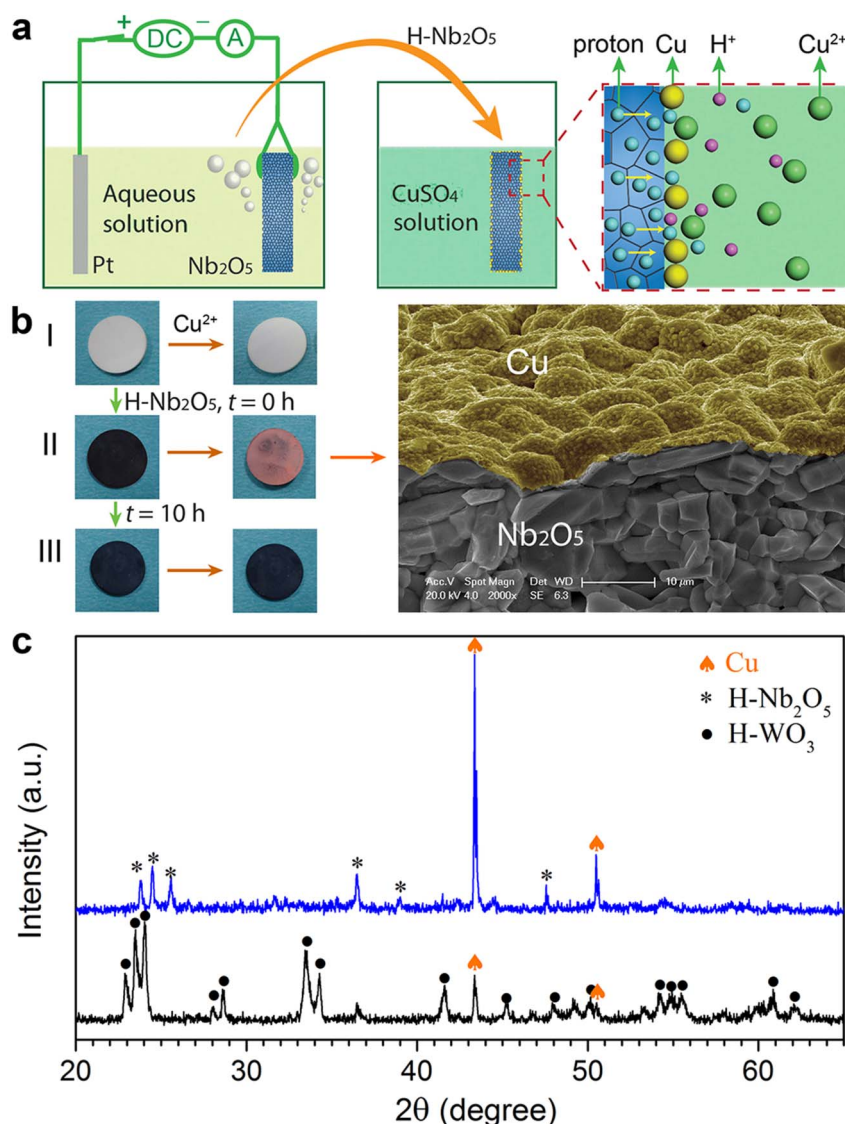 a
+ DC − A
H-Nb₂O₅
proton Cu H⁺ Cu²⁺
Aqueous
solution
Pt
Nb₂O₅
CuSO₄
solution
b
I
Cu²⁺
H-Nb₂O₅, t = 0 h
II
t = 10 h
III
Cu
Nb₂O₅
Acc.V Spot Magn Det WD
20.0 kV 4.0 2000x SE 6.3
10 µm
c
Cu
* H-Nb₂O₅
● H-WO₃
Intensity (a.u.)
20 30 40 50 60
2θ (degree)